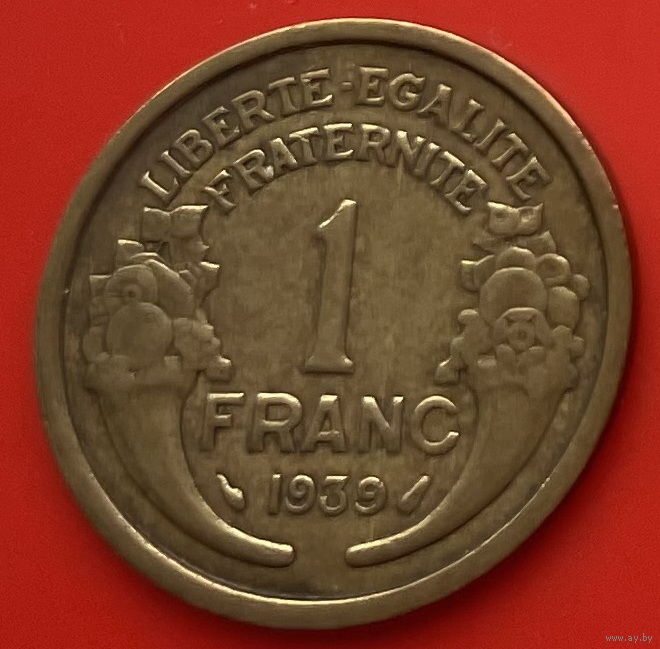 LIBERTE-EGALITE
FRATERNITE
1
FRANC
1939
www.ay.by